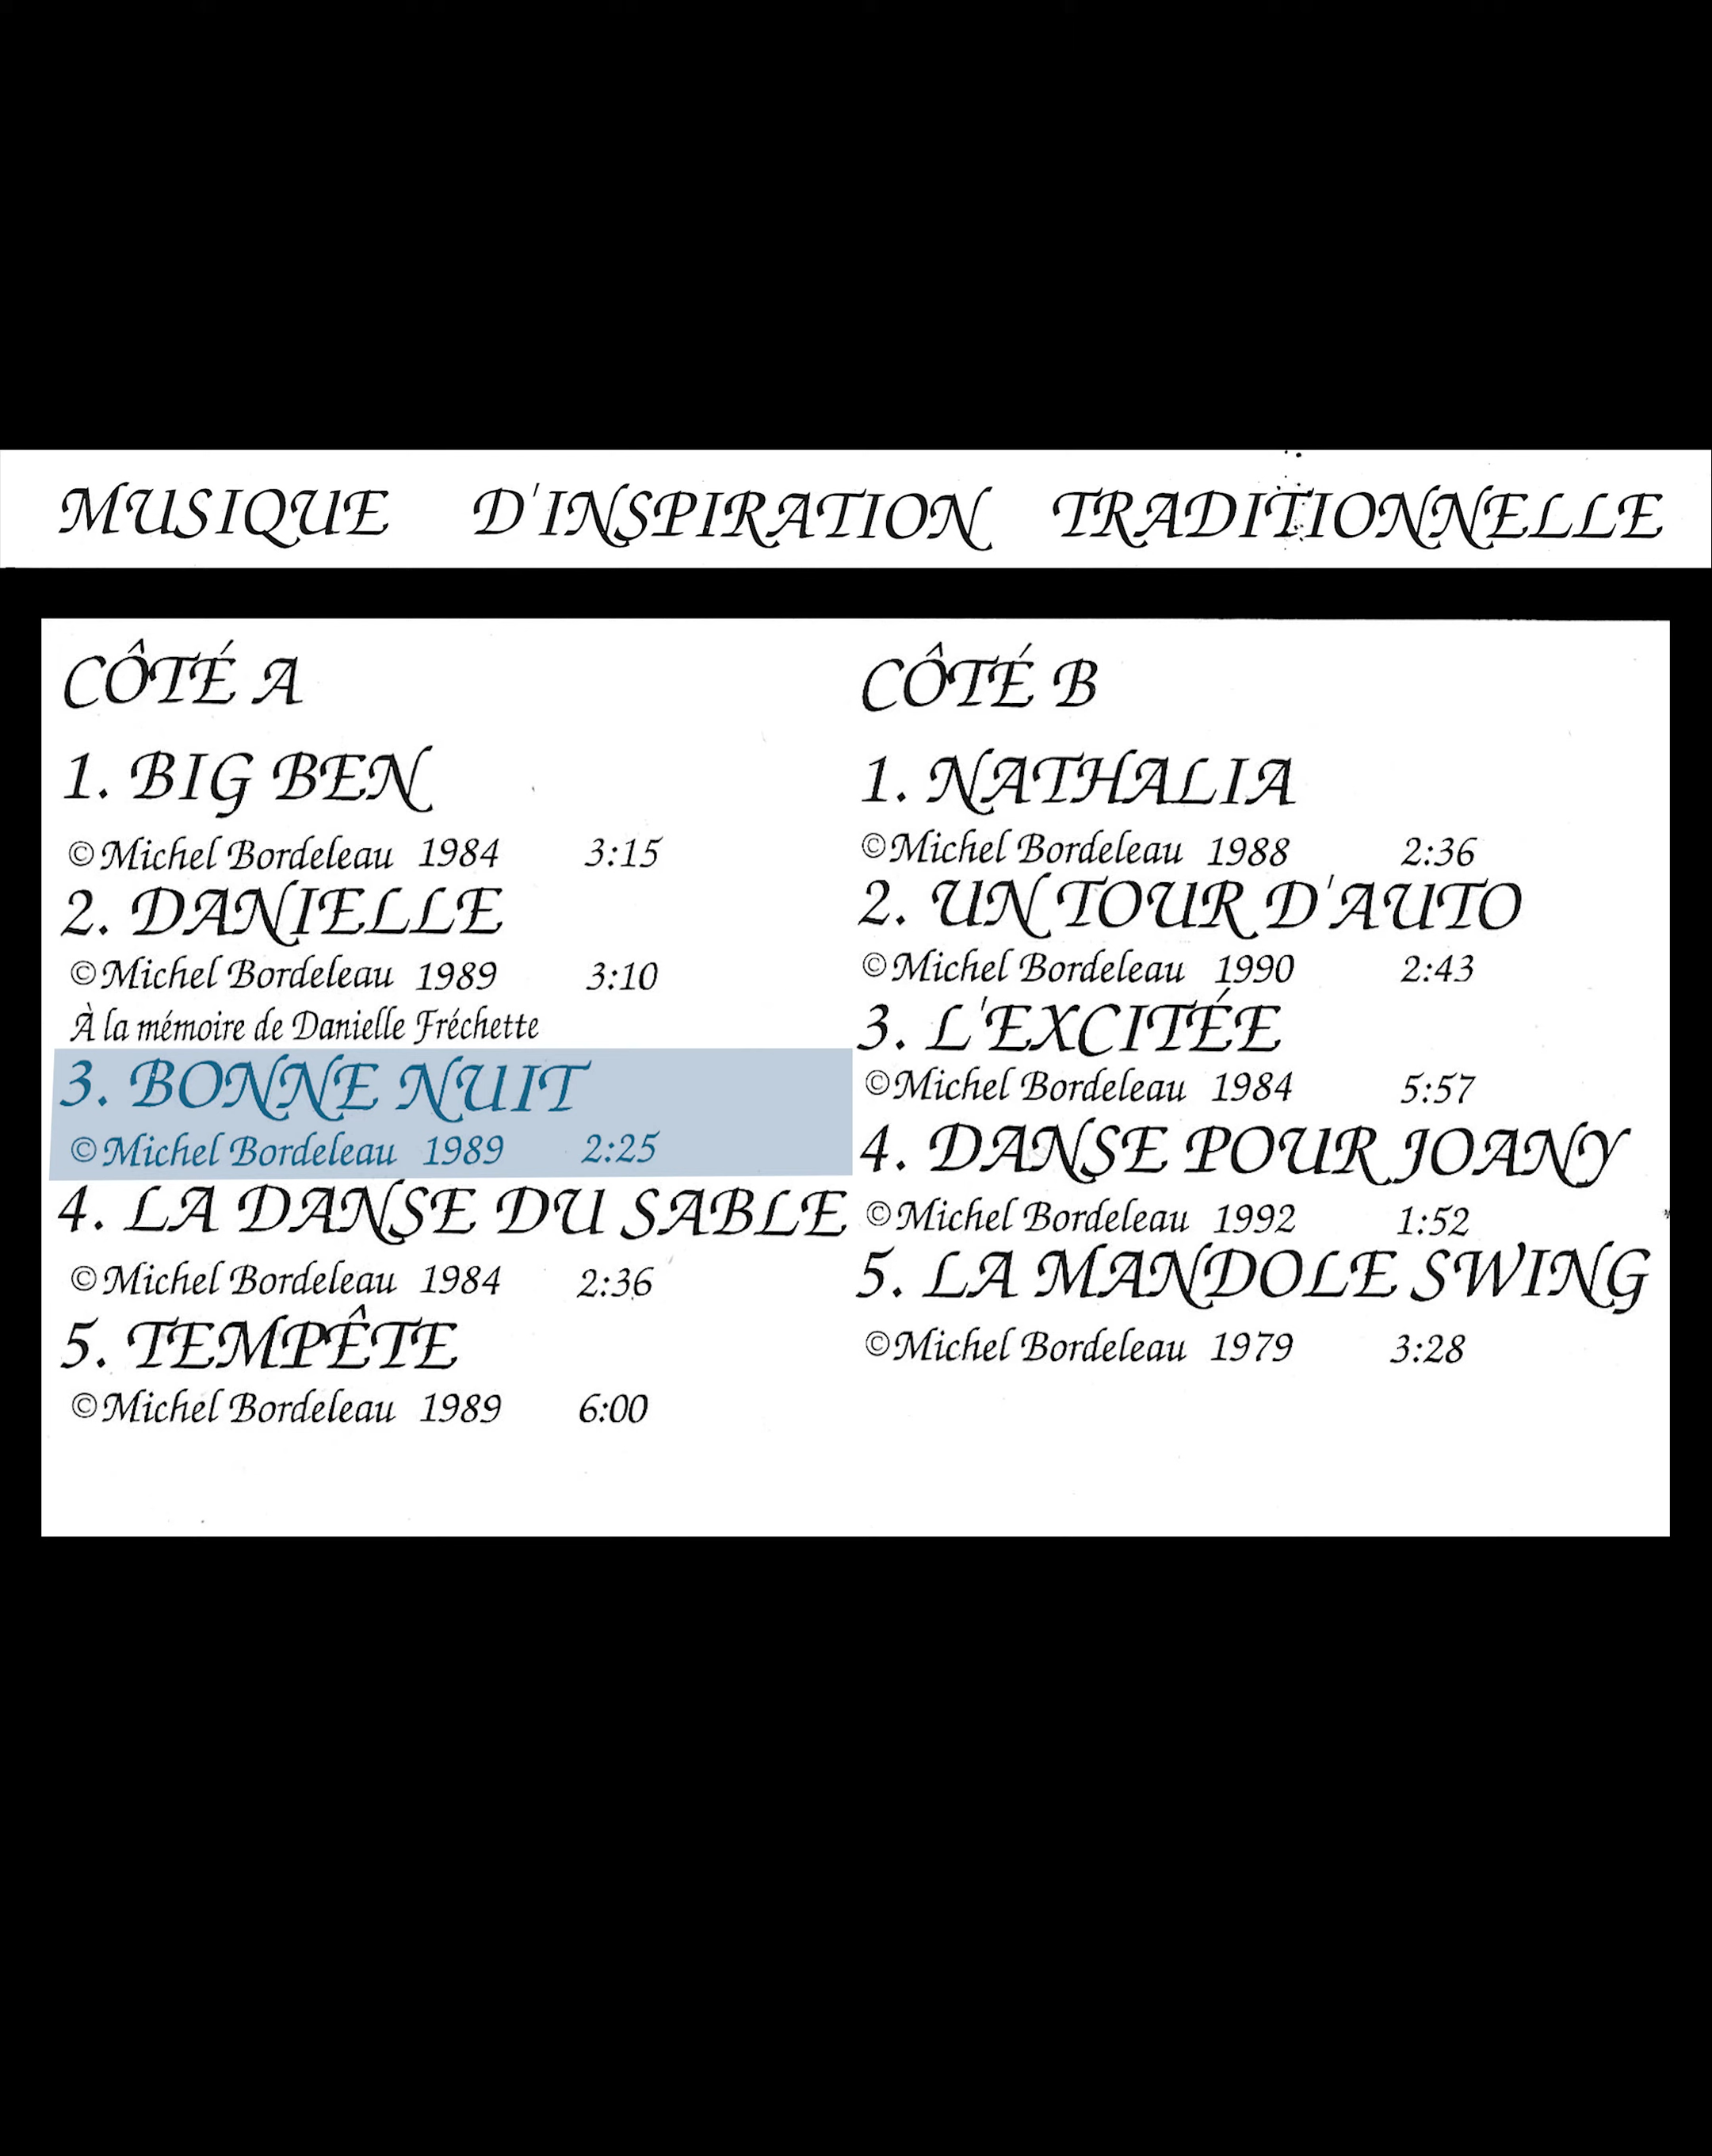 MUSIQUE D'INSPIRATION TRADITIONNELLE
CÔTÉ A
1. BIG BEN
©Michel Bordeleau 1984 3:15
2. DANIELLE
©Michel Bordeleau 1989 3:10
À la mémoire de Danielle Fréchette
3. BONNE NUIT
©Michel Bordeleau 1989 2:25
4. LA DANSE DU SABLE
©Michel Bordeleau 1984 2:36
5. TEMPÊTE
©Michel Bordeleau 1989 6:00
CÔTÉ B
1. NATHALIA
©Michel Bordeleau 1988 2:36
2. UN TOUR D'AUTO
©Michel Bordeleau 1990 2:43
3. L'EXCITÉE
©Michel Bordeleau 1984 5:57
4. DANSE POUR JOANY
©Michel Bordeleau 1992 1:52
5. LA MANDOLE SWING
©Michel Bordeleau 1979 3:28